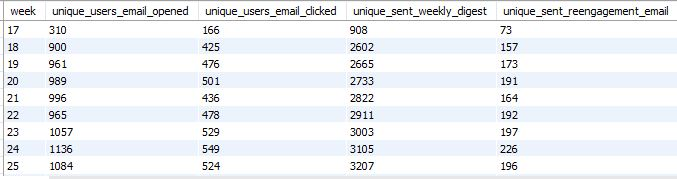 week unique_users_email_opened unique_users_email_clicked unique_sent_weekly_digest unique_sent_reengagement_email
17 310 166 908 73
18 900 425 2602 157
19 961 476 2665 173
20 989 501 2733 191
21 996 436 2822 164
22 965 478 2911 192
23 1057 529 3003 197
24 1136 549 3105 226
25 1084 524 3207 196